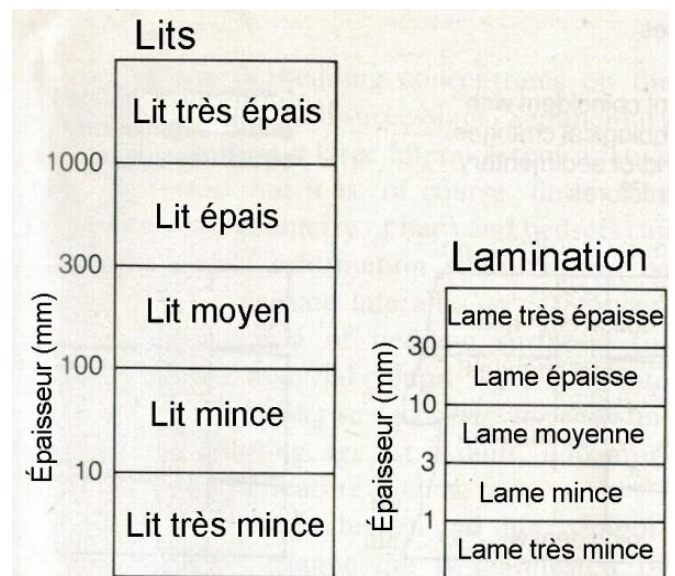 Lits
Lit très épais
1000
Lit épais
300
Lit moyen
100
Lit mince
10
Lit très mince
Épaisseur (mm)
Lamination
Lame très épaisse
30
Lame épaisse
10
Lame moyenne
3
Lame mince
1
Lame très mince
Épaisseur (mm)